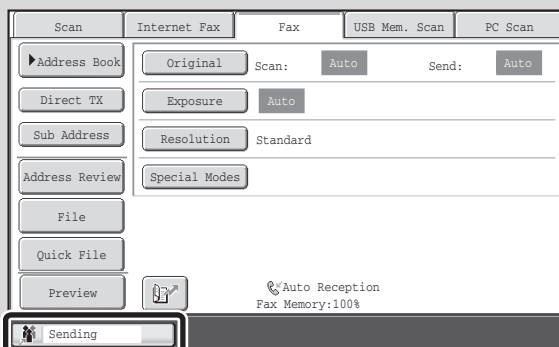 Scan Internet Fax Fax USB Mem. Scan PC Scan
Address Book Original Scan: Auto Send: Auto
Direct TX Exposure Auto
Sub Address Resolution Standard
Address Review Special Modes
File
Quick File
Preview Auto Reception
Fax Memory:100%
Sending